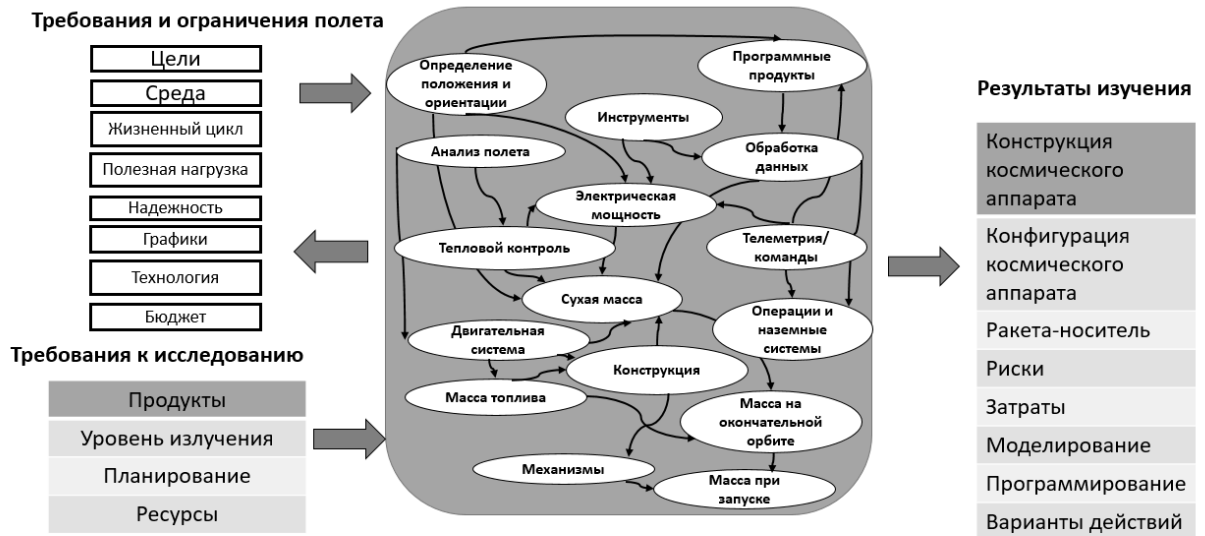 Требования и ограничения полета
Цели
Среда
Жизненный цикл
Полезная нагрузка
Надежность
Графики
Технология
Бюджет
Требования к исследованию
Продукты
Уровень излучения
Планирование
Ресурсы
Определение
положения и
ориентации
Программные
продукты
Инструменты
Анализ полета
Обработка
данных
Электрическая
мощность
Тепловой контроль
Телеметрия/
команды
Сухая масса
Операции и
наземные
системы
Двигательная
система
Конструкция
Масса топлива
Масса на
окончательной
орбите
Механизмы
Масса при
запуске
Результаты изучения
Конструкция
космического
аппарата
Конфигурация
космического
аппарата
Ракета-носитель
Риски
Затраты
Моделирование
Программирование
Варианты действий